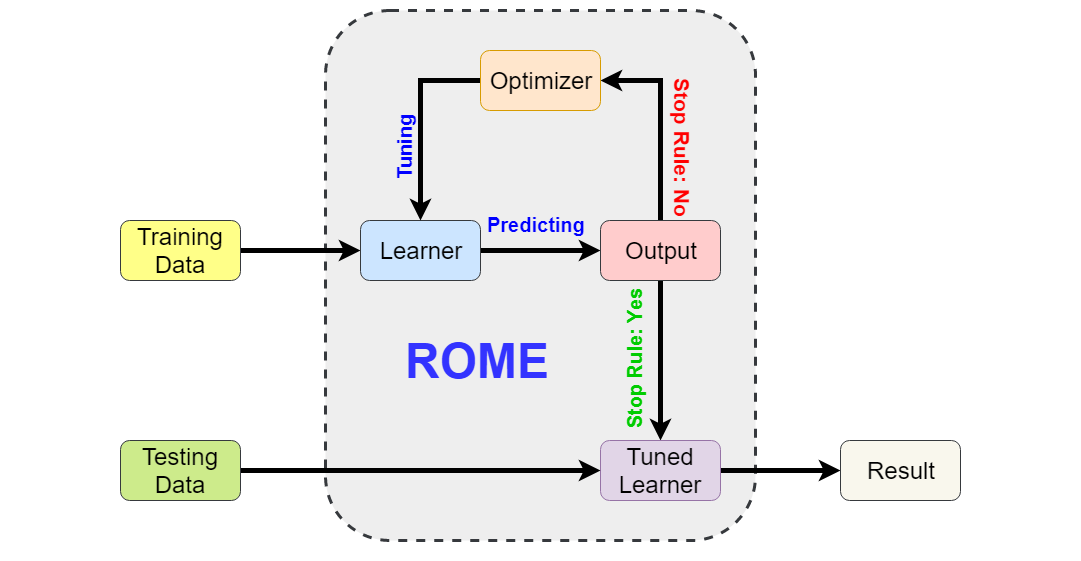 Optimizer
Tuning
Stop Rule: No
Training
Data
Learner
Predicting
Output
ROME
Stop Rule: Yes
Testing
Data
Tuned
Learner
Result